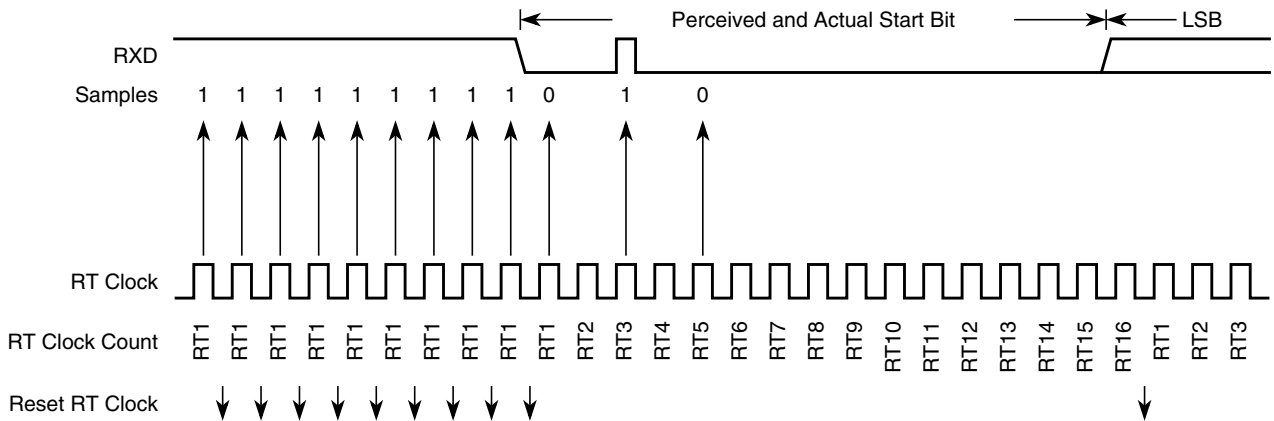 Perceived and Actual Start Bit LSB
RXD
Samples 1 1 1 1 1 1 1 1 1 0 1 0
RT Clock
RT Clock Count RT1 RT1 RT1 RT1 RT1 RT1 RT1 RT1 RT1 RT1 RT2 RT3 RT4 RT5 RT6 RT7 RT8 RT9 RT10 RT11 RT12 RT13 RT14 RT15 RT16 RT1 RT2 RT3
Reset RT Clock